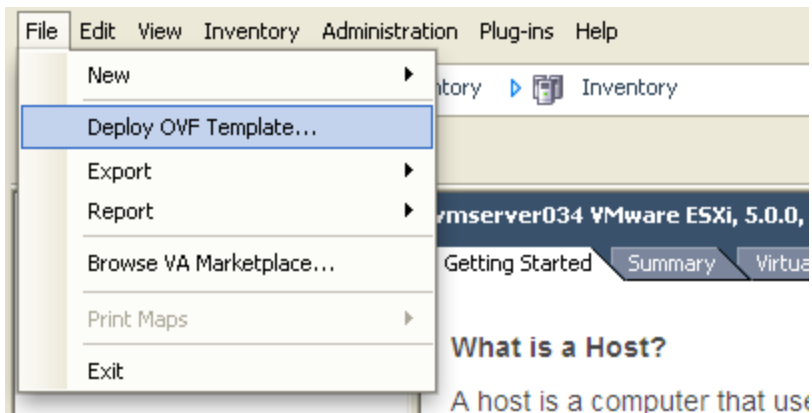 File Edit View Inventory Administration Plug-ins Help
New
Inventory
Deploy OVF Template...
Export
Report
vmserver034 VMware ESXi, 5.0.0,
Browse VA Marketplace...
Getting Started Summary
Print Maps
What is a Host?
Exit
A host is a computer that use